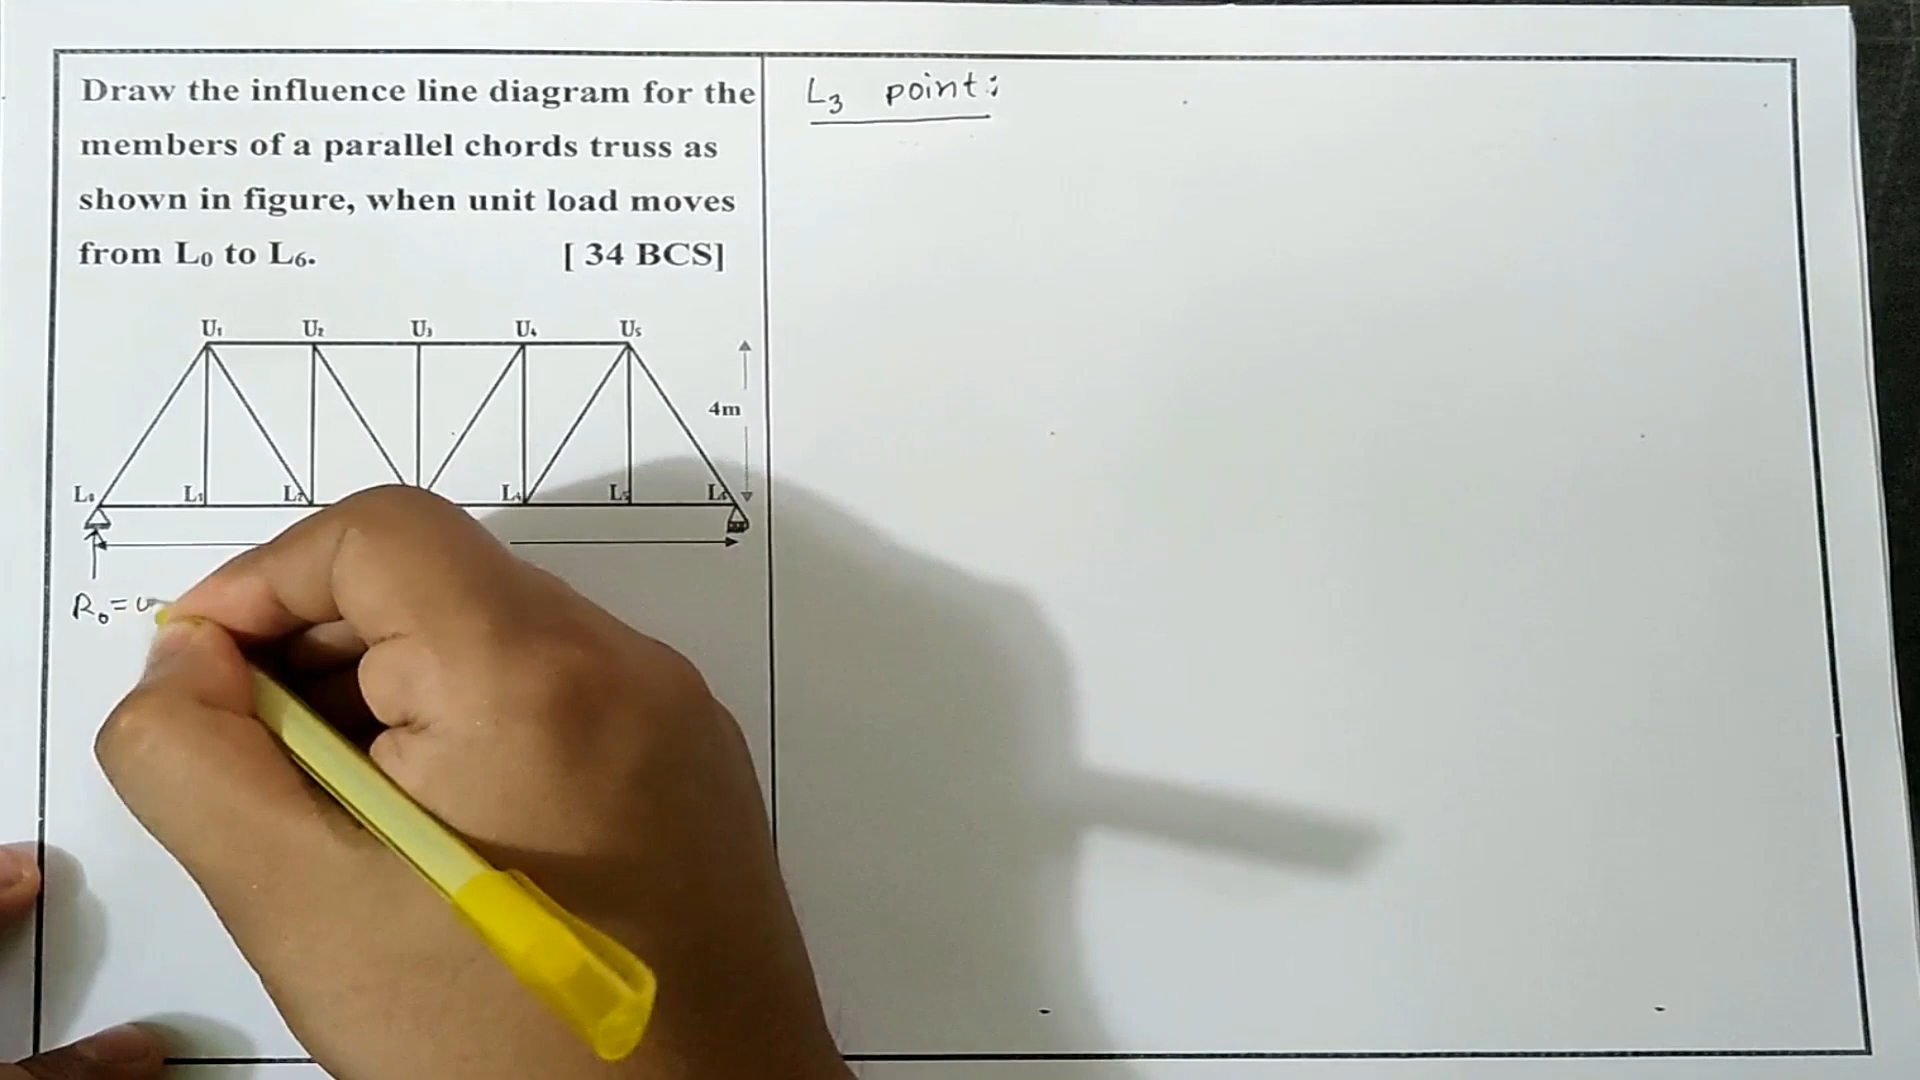 Draw the influence line diagram for the
members of a parallel chords truss as
shown in figure, when unit load moves
from L₀ to L₆. [ 34 BCS]
U₁ U₂ U₃ U₄ U₅
4m
L₀ L₁ L₂ L₄ L₅ L₆
R₀ =
L₃ point: